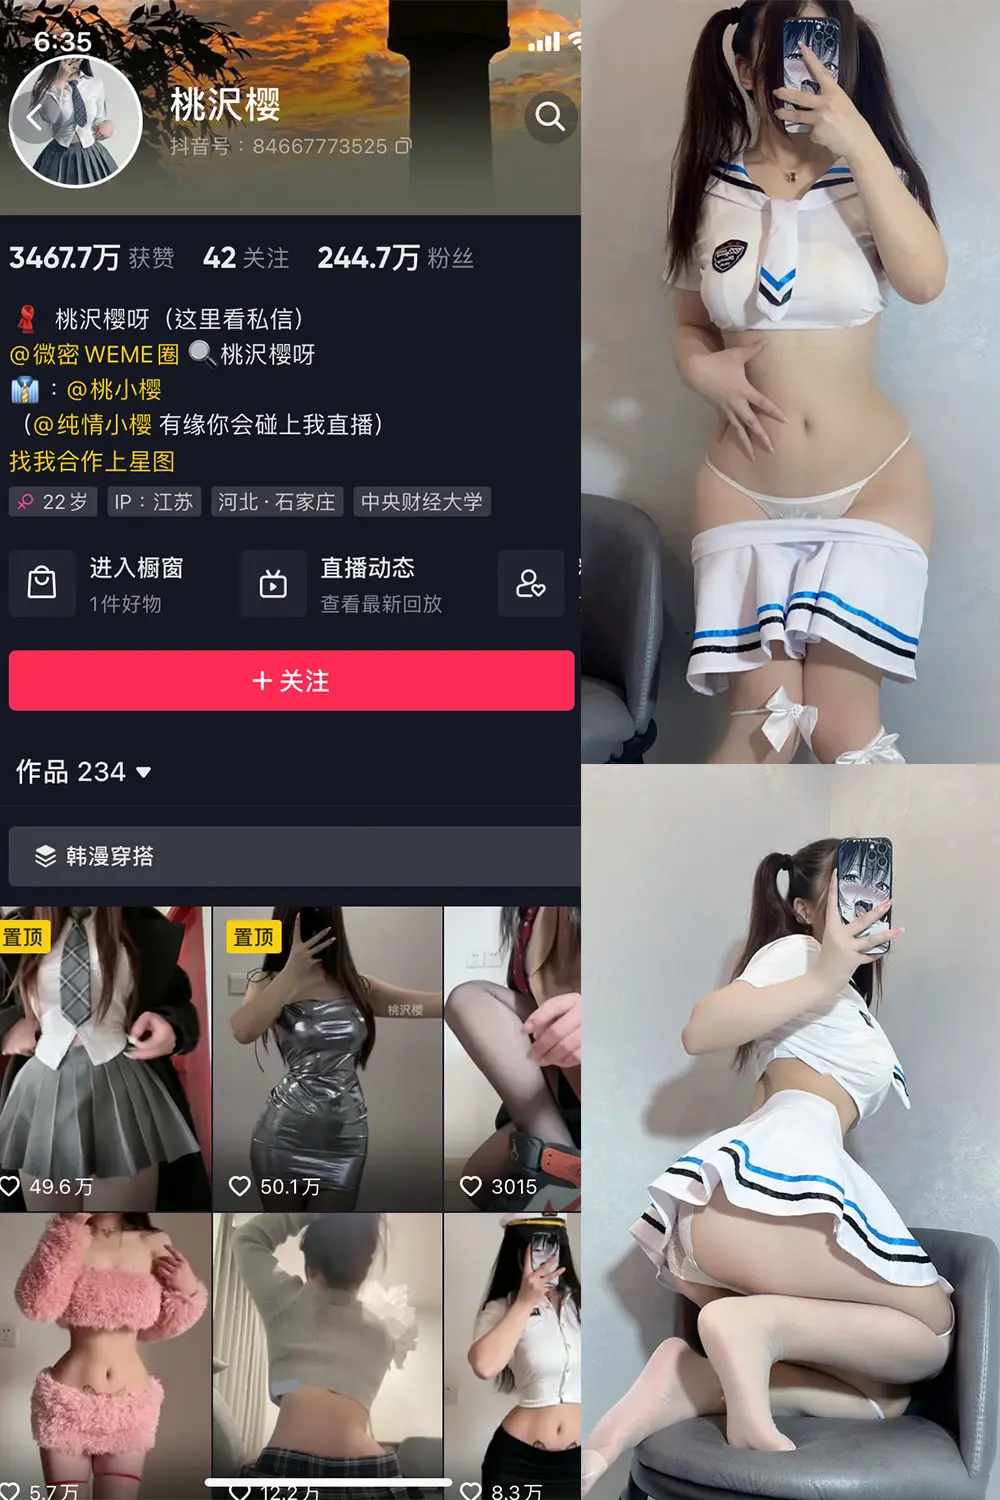 6:35
桃沢樱
抖音号：84667773525
3467.7万 获赞 42 关注 244.7万 粉丝
桃沢樱呀（这里看私信）
@微密WEME圈 桃沢樱呀
：@桃小樱
（@纯情小樱 有缘你会碰上我直播）
找我合作上星图
22岁 IP：江苏 河北·石家庄 中央财经大学
进入橱窗 直播动态
1件好物 查看最新回放
+ 关注
作品 234
韩漫穿搭
置顶 置顶
桃沢樱
49.6万 50.1万 3015
5.7万 12.2万 8.3万